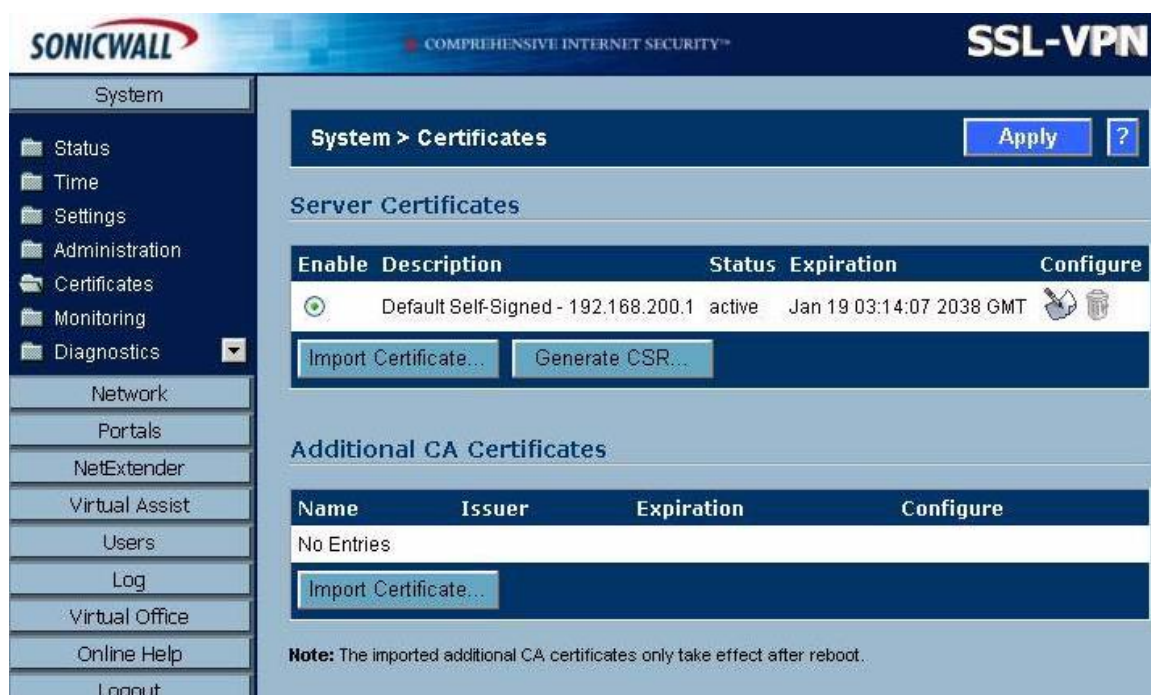 SONICWALL
COMPREHENSIVE INTERNET SECURITY™
SSL-VPN
System
Status
Time
Settings
Administration
Certificates
Monitoring
Diagnostics
Network
Portals
NetExtender
Virtual Assist
Users
Log
Virtual Office
Online Help
Logout
System > Certificates
Apply
?
Server Certificates
Enable Description Status Expiration Configure
Default Self-Signed - 192.168.200.1 active Jan 19 03:14:07 2038 GMT
Import Certificate... Generate CSR...
Additional CA Certificates
Name Issuer Expiration Configure
No Entries
Import Certificate...
Note: The imported additional CA certificates only take effect after reboot.